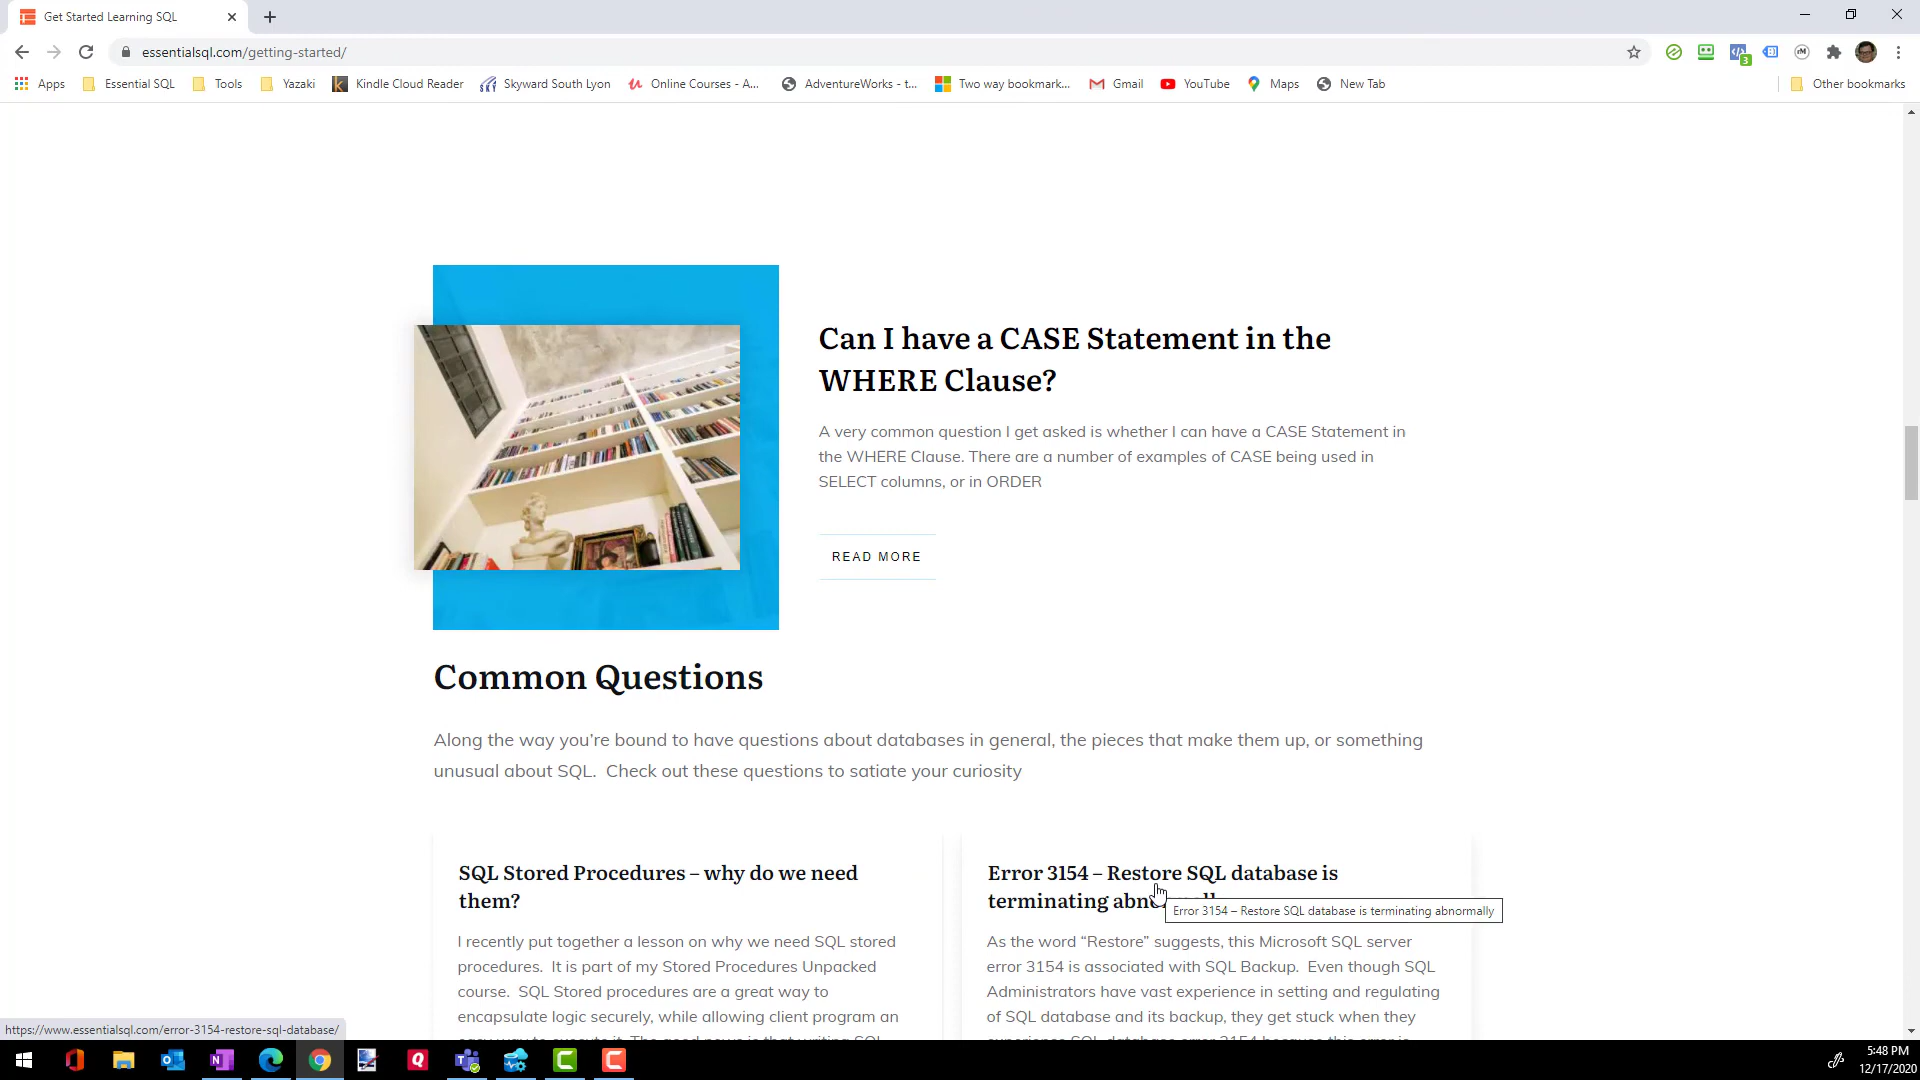 Get Started Learning SQL
essentialsql.com/getting-started/
3
Apps
Essential SQL
Tools
Yazaki
Kindle Cloud Reader
Skyward South Lyon
Online Courses - A...
AdventureWorks - t...
Two way bookmark...
Gmail
YouTube
Maps
New Tab
Other bookmarks
Can I have a CASE Statement in the
WHERE Clause?
A very common question I get asked is whether I can have a CASE Statement in
the WHERE Clause. There are a number of examples of CASE being used in
SELECT columns, or in ORDER
READ MORE
Common Questions
Along the way you’re bound to have questions about databases in general, the pieces that make them up, or something
unusual about SQL. Check out these questions to satiate your curiosity
SQL Stored Procedures – why do we need
them?
I recently put together a lesson on why we need SQL stored
procedures. It is part of my Stored Procedures Unpacked
course. SQL Stored procedures are a great way to
encapsulate logic securely, while allowing client program an
Error 3154 – Restore SQL database is
terminating
Error 3154 – Restore SQL database is terminating abnormally
As the word “Restore” suggests, this Microsoft SQL server
error 3154 is associated with SQL Backup. Even though SQL
Administrators have vast experience in setting and regulating
of SQL database and its backup, they get stuck when they
https://www.essentialsql.com/error-3154-restore-sql-database/
5:48 PM
12/17/2020